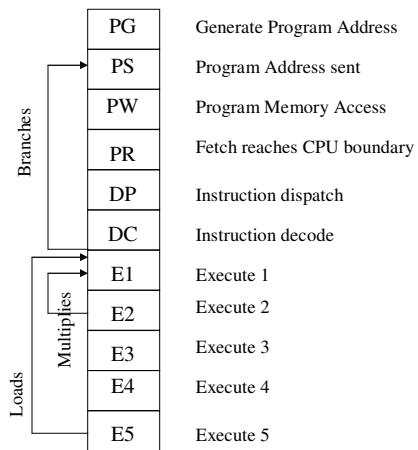 PG Generate Program Address
PS Program Address sent
PW Program Memory Access
PR Fetch reaches CPU boundary
DP Instruction dispatch
DC Instruction decode
E1 Execute 1
E2 Execute 2
E3 Execute 3
E4 Execute 4
E5 Execute 5
Branches
Multiplies
Loads